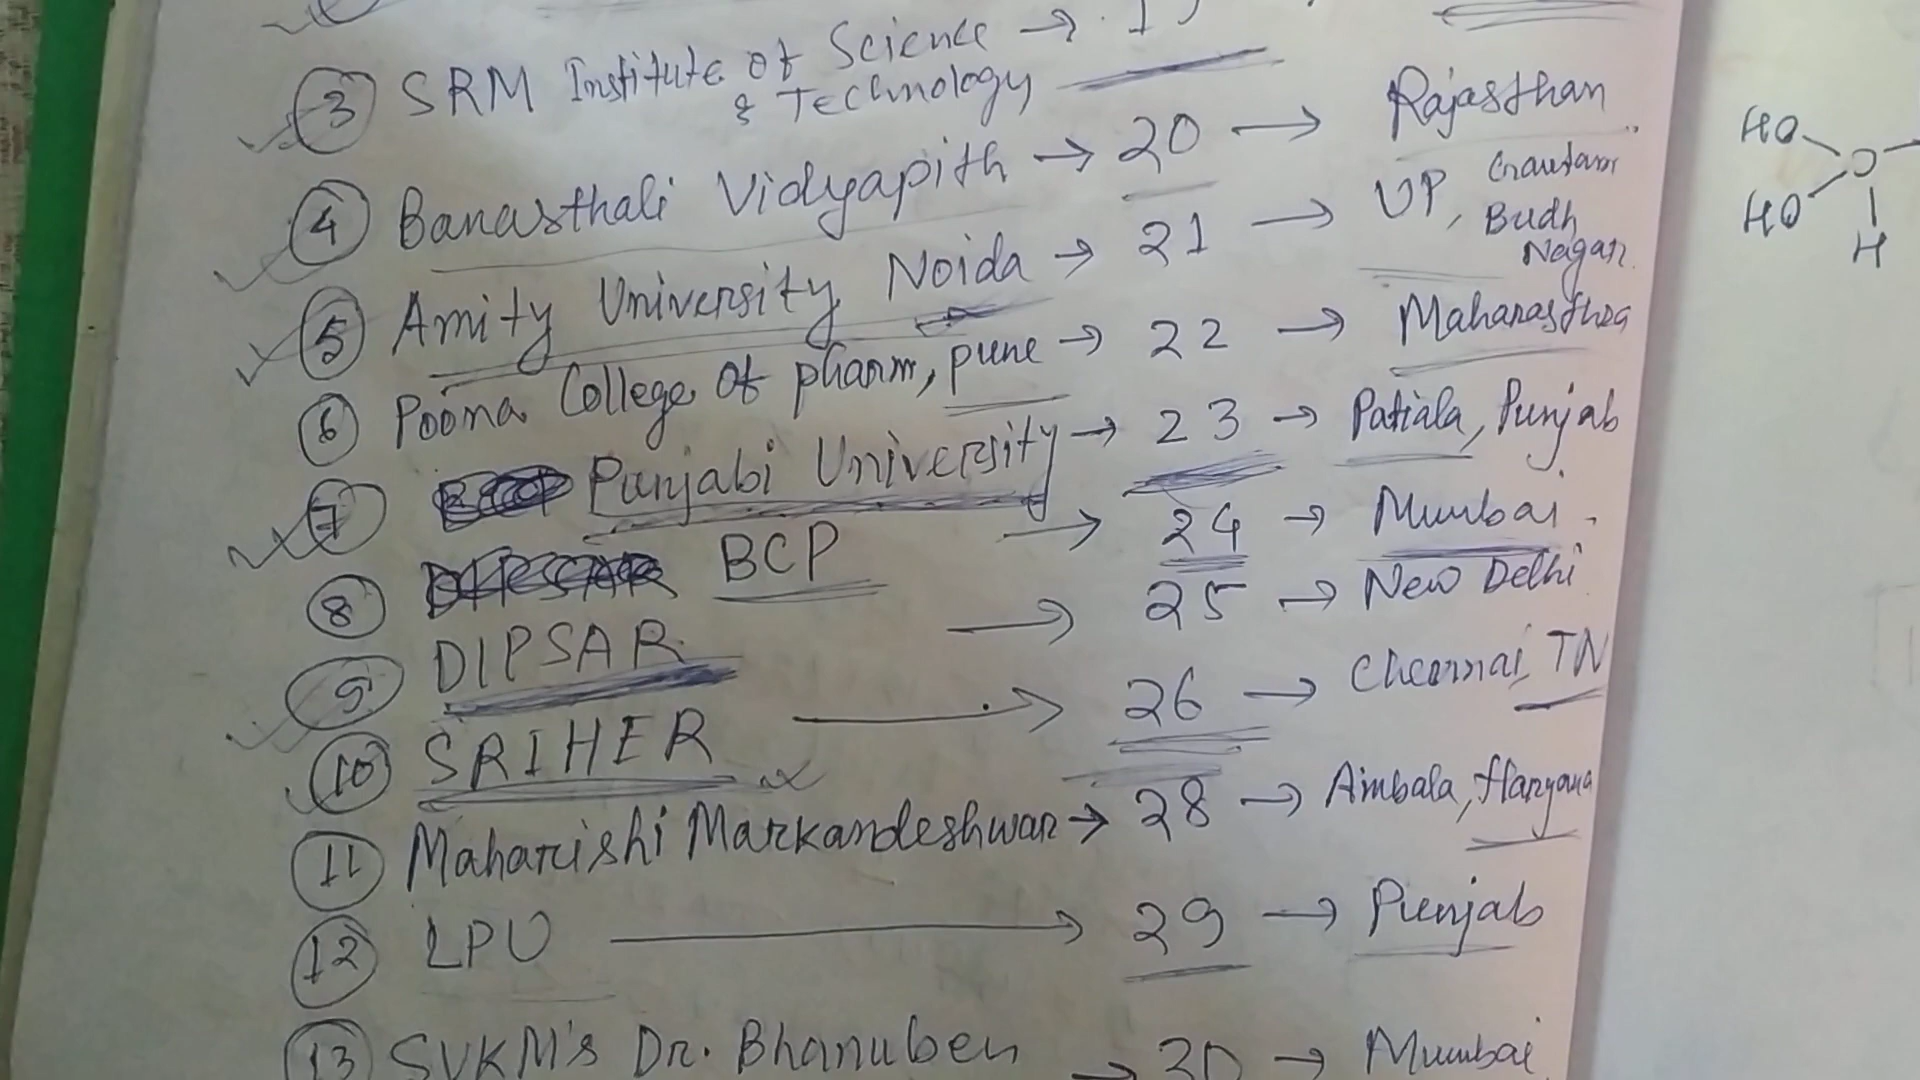 ③ SRM Institute of Science →
& Technology
④ Banasthali Vidyapith → 20 → Rajasthan
⑤ Amity University Noida → 21 → UP, Gautam
Budh
Nagar
⑥ Poona College of pharm, pune → 22 → Maharasthra
⑦ Punjabi University → 23 → Patiala, Punjab
⑧ BCP → 24 → Mumbai
⑨ DIPSAR → 25 → New Delhi
⑩ SRIHER → 26 → Chennai, TN
⑪ Maharishi Markandeshwar → 28 → Ambala, Haryana
⑫ LPU → 29 → Punjab
⑬ SVKM's Dr. Bhanuben → 30 → Mumbai
HO
HO
H